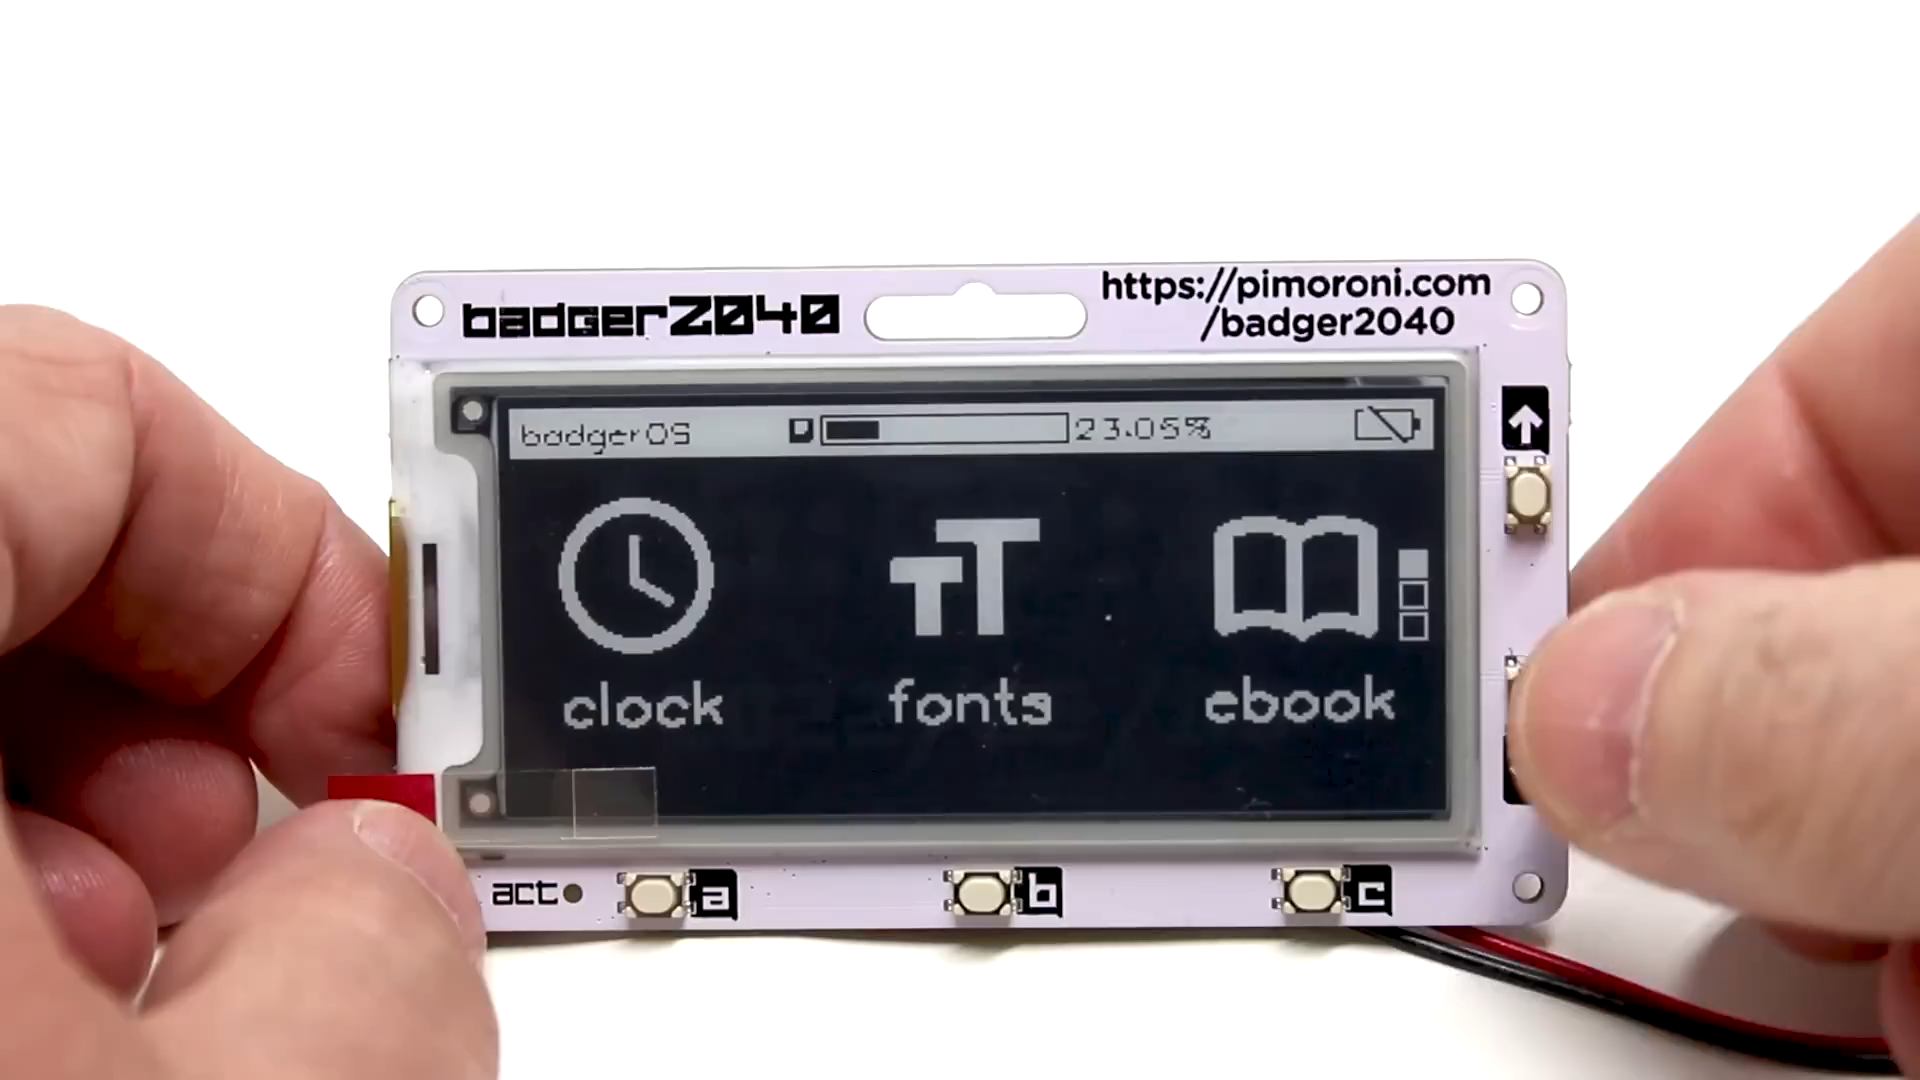 badger2040
https://pimoroni.com
/badger2040
badgerOS 23.05%
clock fonts ebook
act a b c